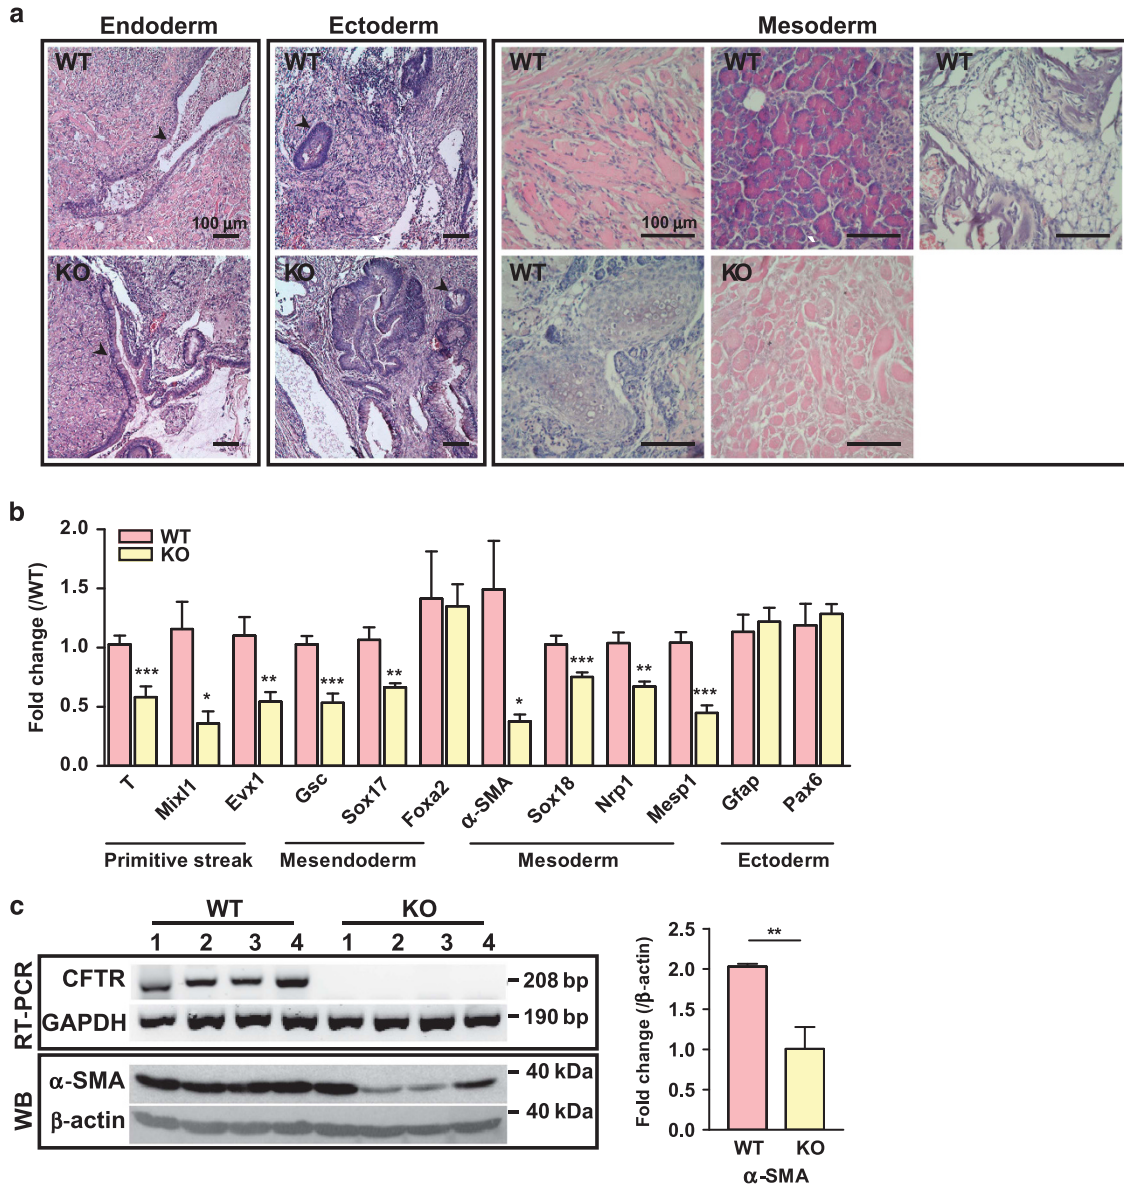 a
Endoderm
Ectoderm
Mesoderm
WT
WT
WT
WT
WT
100 μm
100 μm
KO
KO
WT
KO
b
2.0
1.5
1.0
0.5
0.0
Fold change (/WT)
WT
KO
***
*
**
***
**
*
***
**
***
T
Mixl1
Evx1
Gsc
Sox17
Foxa2
α-SMA
Sox18
Nrp1
Mesp1
Gfap
Pax6
Primitive streak
Mesendoderm
Mesoderm
Ectoderm
c
WT
KO
1 2 3 4 1 2 3 4
RT-PCR
CFTR
208 bp
GAPDH
190 bp
WB
α-SMA
40 kDa
β-actin
40 kDa
Fold change (/β-actin)
2.5
2.0
1.5
1.0
0.5
0.0
**
WT
KO
α-SMA